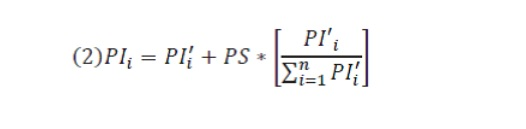 (2)PI_i = PI'_i + PS * [PI'_i / ∑_{i=1}^{n} PI'_i]